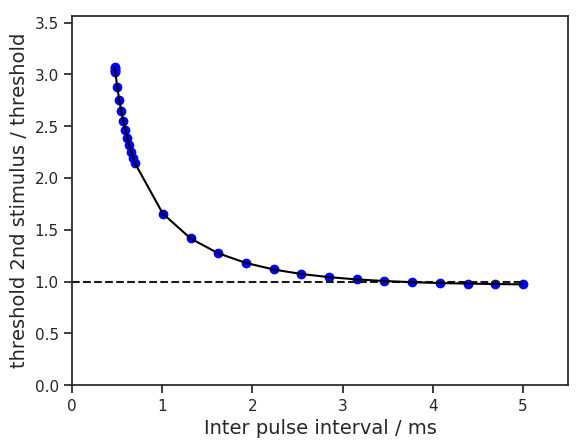 threshold 2nd stimulus / threshold
3.5
3.0
2.5
2.0
1.5
1.0
0.5
0.0
0 1 2 3 4 5
Inter pulse interval / ms